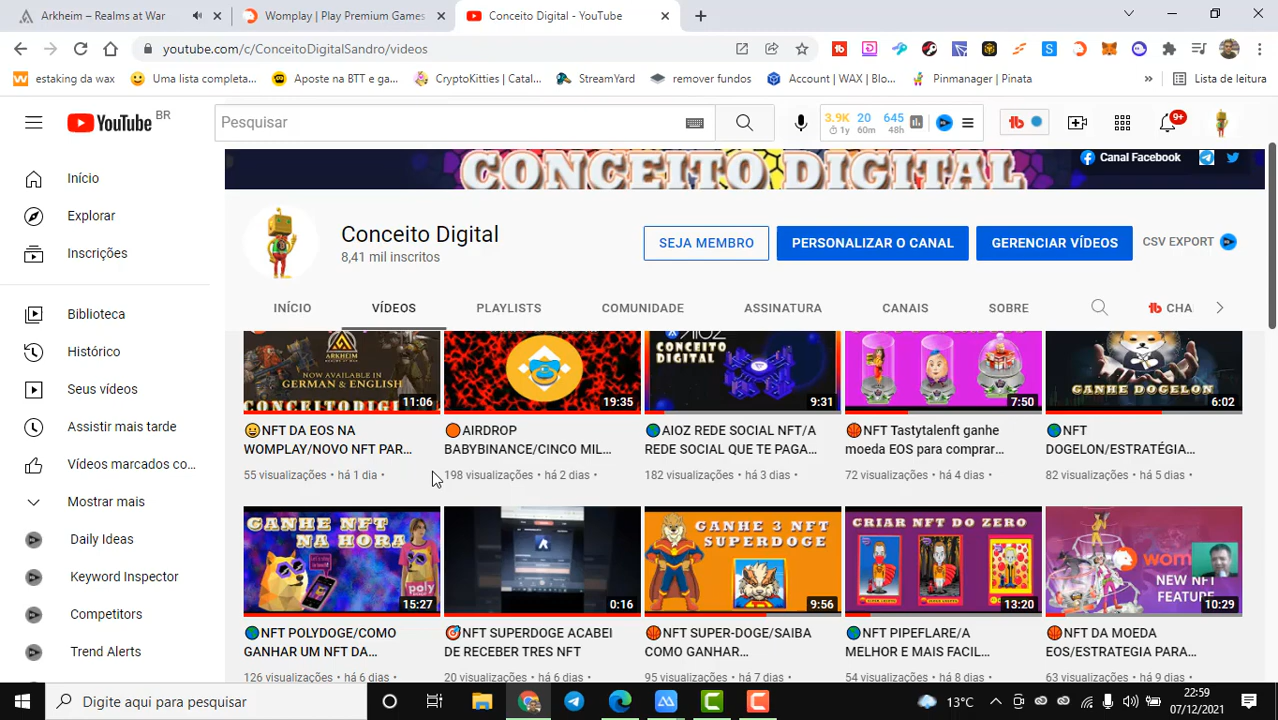 Arkheim – Realms at War
Womplay | Play Premium Games
Conceito Digital - YouTube
youtube.com/c/ConceitoDigitalSandro/videos
estaking da wax
Uma lista completa...
Aposte na BTT e ga...
CryptoKitties | Catal...
StreamYard
remover fundos
Account | WAX | Blo...
Pinmanager | Pinata
»
Lista de leitura
YouTube BR
Pesquisar
3.9K 20 645
1y 60m 48h
9+
CONCEITO DIGITAL
Canal Facebook
Início
Explorar
Inscrições
Biblioteca
Histórico
Seus vídeos
Assistir mais tarde
Vídeos marcados co...
Mostrar mais
Daily Ideas
Keyword Inspector
Competitors
Trend Alerts
Conceito Digital
8,41 mil inscritos
SEJA MEMBRO
PERSONALIZAR O CANAL
GERENCIAR VÍDEOS
CSV EXPORT
INÍCIO
VÍDEOS
PLAYLISTS
COMUNIDADE
ASSINATURA
CANAIS
SOBRE
CHA
ARKHEIM
NOW AVAILABLE IN
GERMAN & ENGLISH
CONCEITODIGI
11:06
19:35
AIOZ
CONCEITO
DIGITAL
9:31
7:50
GANHE DOGELON
6:02
NFT DA EOS NA
WOMPLAY/NOVO NFT PAR...
55 visualizações • há 1 dia
AIRDROP
BABYBINANCE/CINCO MIL...
198 visualizações • há 2 dias
AIOZ REDE SOCIAL NFT/A
REDE SOCIAL QUE TE PAGA...
182 visualizações • há 3 dias
NFT Tastytalenft ganhe
moeda EOS para comprar...
72 visualizações • há 4 dias
NFT
DOGELON/ESTRATÉGIA...
82 visualizações • há 5 dias
GANHE NFT
NA HORA
poly
15:27
0:16
GANHE 3 NFT
SUPERDOGE
9:56
CRIAR NFT DO ZERO
13:20
wom
NEW NFT
FEATURE
10:29
NFT POLYDOGE/COMO
GANHAR UM NFT DA...
126 visualizações • há 6 dias
NFT SUPERDOGE ACABEI
DE RECEBER TRES NFT
20 visualizações • há 6 dias
NFT SUPER-DOGE/SAIBA
COMO GANHAR...
95 visualizações • há 7 dias
NFT PIPEFLARE/A
MELHOR E MAIS FACIL...
54 visualizações • há 8 dias
NFT DA MOEDA
EOS/ESTRATEGIA PARA...
63 visualizações • há 9 dias
Digite aqui para pesquisar
13°C
22:59
07/12/2021